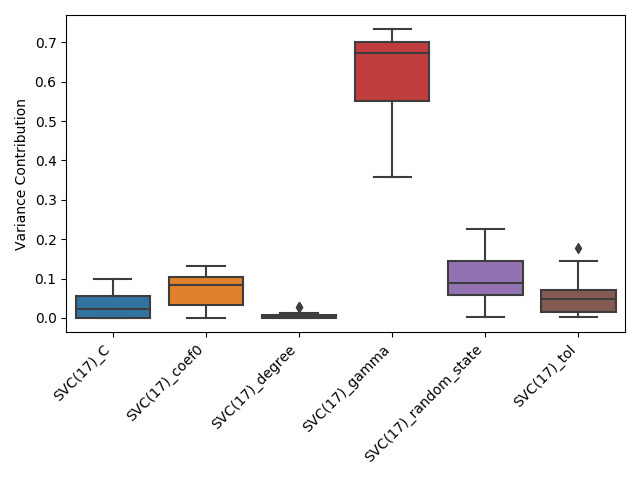 Variance Contribution
0.7
0.6
0.5
0.4
0.3
0.2
0.1
0.0
SVC(17)_C
SVC(17)_coef0
SVC(17)_degree
SVC(17)_gamma
SVC(17)_random_state
SVC(17)_tol